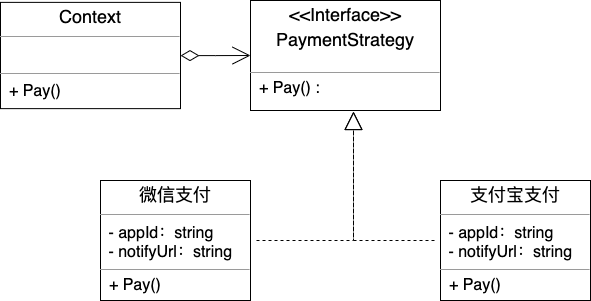 Context
+ Pay()
<<Interface>>
PaymentStrategy
+ Pay() :
微信支付
- appId：string
- notifyUrl：string
+ Pay()
支付宝支付
- appId：string
- notifyUrl：string
+ Pay()